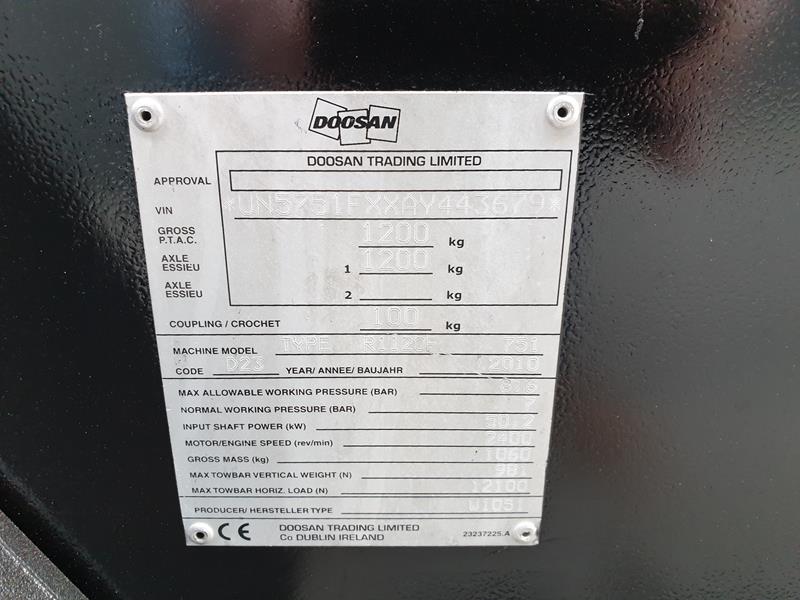 DOOSAN
DOOSAN TRADING LIMITED
APPROVAL
VIN *UN5751FXXAY443679*
GROSS P.T.A.C. 1200 kg
AXLE ESSIEU 1 1200 kg
AXLE ESSIEU 2 kg
COUPLING / CROCHET 100 kg
MACHINE MODEL TYPE 751
CODE D23 YEAR/ ANNEE/ BAUJAHR 2010
MAX ALLOWABLE WORKING PRESSURE (BAR) 8.6
NORMAL WORKING PRESSURE (BAR) 7
INPUT SHAFT POWER (kW)
MOTOR/ENGINE SPEED (rev/min) 2400
GROSS MASS (kg) 1060
MAX TOWBAR VERTICAL WEIGHT (N) 981
MAX TOWBAR HORIZ. LOAD (N) 12100
PRODUCER/ HERSTELLER TYPE W105
CE DOOSAN TRADING LIMITED
Co DUBLIN IRELAND 23237225.A